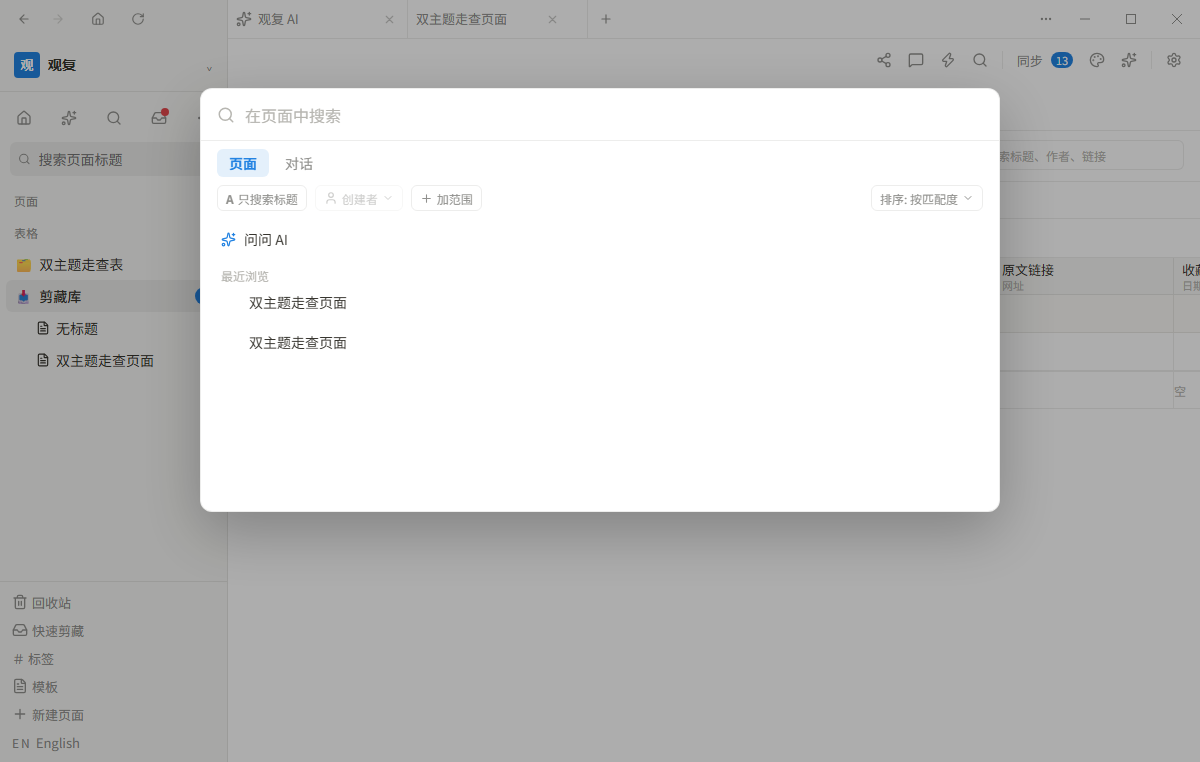 观复 AI
双主题走查页面
观 观复
同步 13
在页面中搜索
搜索页面标题
页面 对话
索标题、作者、链接
A 只搜索标题
创建者
加范围
排序: 按匹配度
页面
表格
问问 AI
双主题走查表
最近浏览
原文链接
网址
收藏
日期
剪藏库
双主题走查页面
无标题
双主题走查页面
双主题走查页面
空
回收站
快速剪藏
# 标签
模板
新建页面
EN English